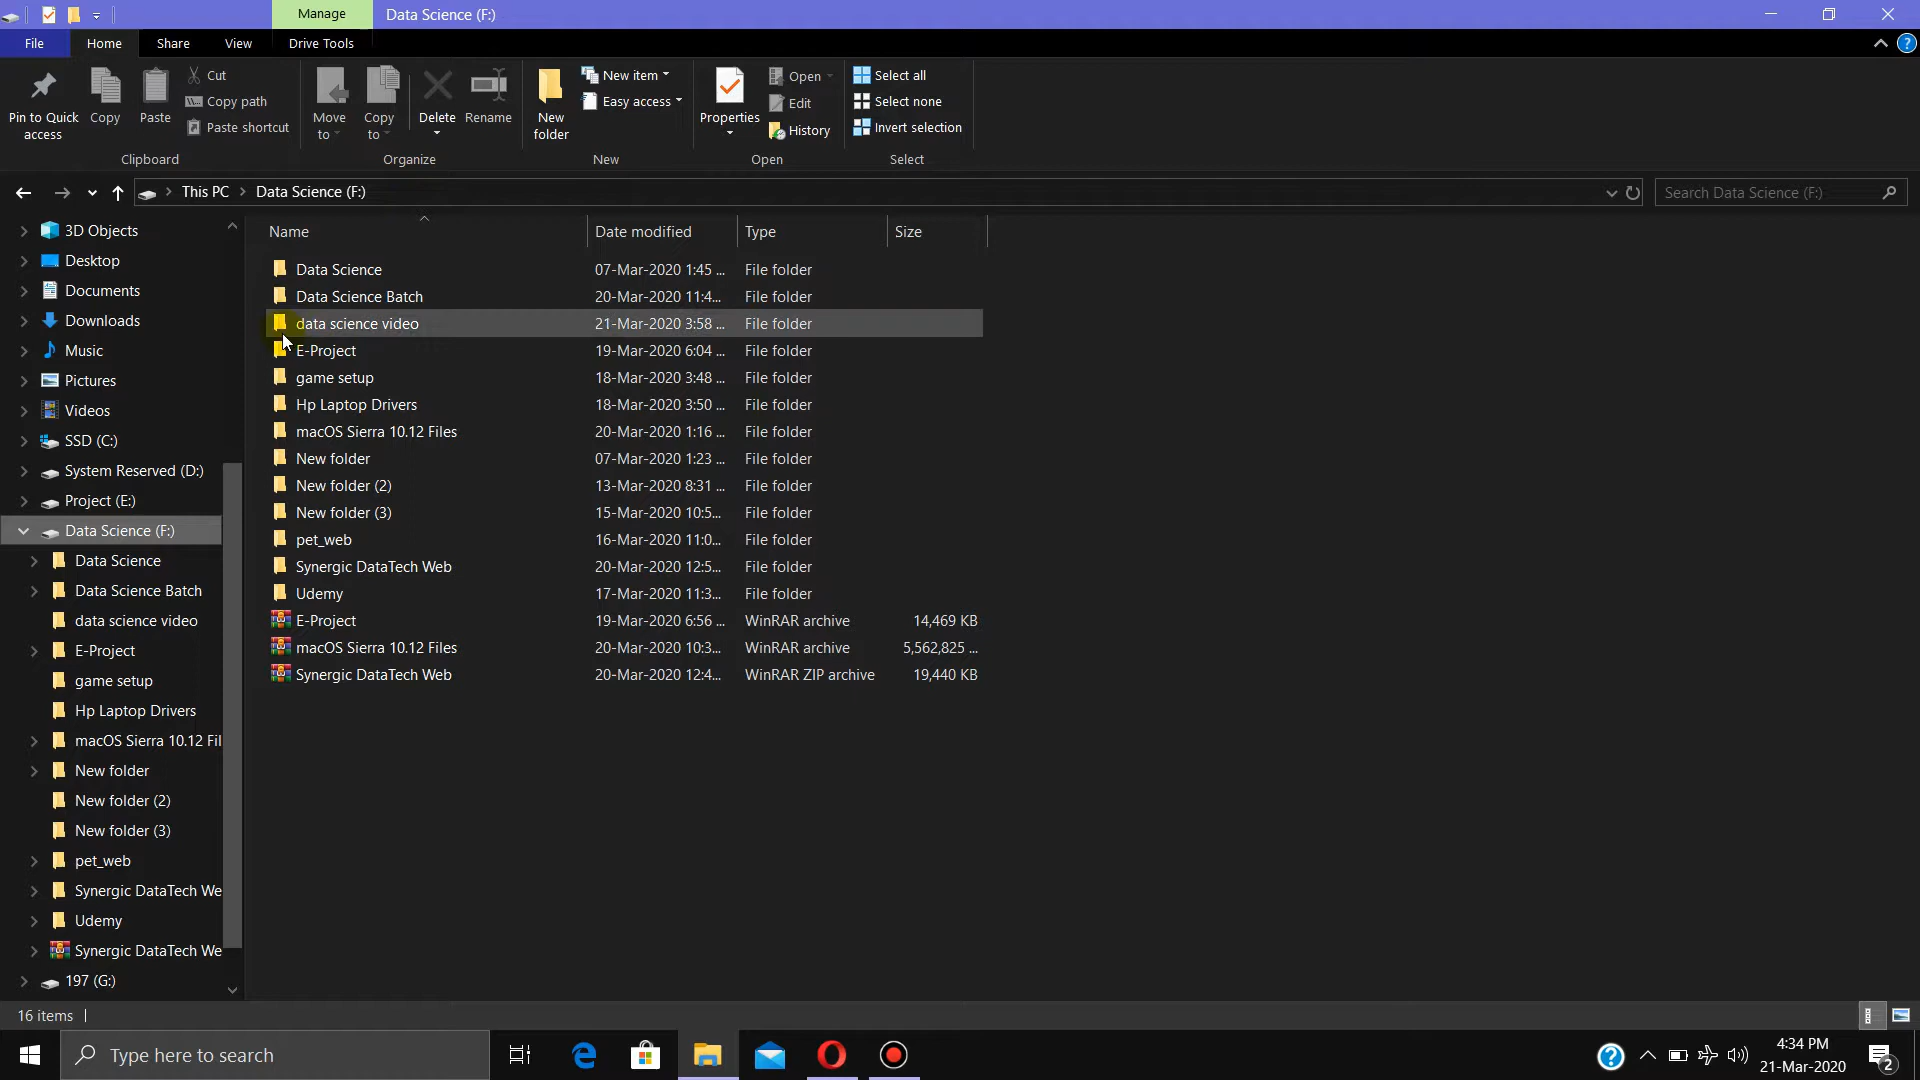 Manage Data Science (F:)
File Home Share View Drive Tools
Pin to Quick access
Copy
Paste
Cut
Copy path
Paste shortcut
Move to
Copy to
Delete
Rename
New folder
New item
Easy access
Properties
Open
Edit
History
Select all
Select none
Invert selection
Clipboard Organize New Open Select
This PC Data Science (F:) Search Data Science (F:)
3D Objects
Desktop
Documents
Downloads
Music
Pictures
Videos
SSD (C:)
System Reserved (D:)
Project (E:)
Data Science (F:)
Data Science
Data Science Batch
data science video
E-Project
game setup
Hp Laptop Drivers
macOS Sierra 10.12 Fil
New folder
New folder (2)
New folder (3)
pet_web
Synergic DataTech We
Udemy
Synergic DataTech We
197 (G:)
Name Date modified Type Size
Data Science 07-Mar-2020 1:45 ... File folder
Data Science Batch 20-Mar-2020 11:4... File folder
data science video 21-Mar-2020 3:58 ... File folder
E-Project 19-Mar-2020 6:04 ... File folder
game setup 18-Mar-2020 3:48 ... File folder
Hp Laptop Drivers 18-Mar-2020 3:50 ... File folder
macOS Sierra 10.12 Files 20-Mar-2020 1:16 ... File folder
New folder 07-Mar-2020 1:23 ... File folder
New folder (2) 13-Mar-2020 8:31 ... File folder
New folder (3) 15-Mar-2020 10:5... File folder
pet_web 16-Mar-2020 11:0... File folder
Synergic DataTech Web 20-Mar-2020 12:5... File folder
Udemy 17-Mar-2020 11:3... File folder
E-Project 19-Mar-2020 6:56 ... WinRAR archive 14,469 KB
macOS Sierra 10.12 Files 20-Mar-2020 10:3... WinRAR archive 5,562,825 ...
Synergic DataTech Web 20-Mar-2020 12:4... WinRAR ZIP archive 19,440 KB
16 items
Type here to search
4:34 PM
21-Mar-2020
2